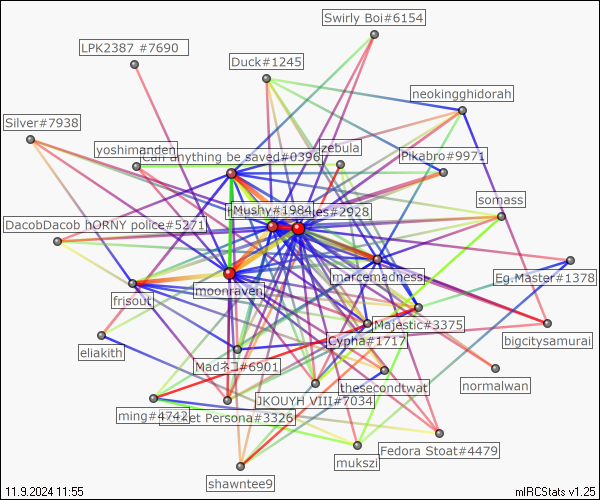 Swirly Boi#6154
LPK2387 #7690
Duck#1245
neokingghidorah
Silver#7938
zebula
yoshimanden
Can anything be saved#0396
Pikabro#9971
somass
Mushy#1984
es#2928
DacobDacob hORNY police#5271
marcemadness
Eg.Master#1378
moonraven
frisout
Majestic#3375
Cypha#1717
bigcitysamurai
eliakith
Madネコ#6901
thesecondtwat
normalwan
JKOUYH VIII#7034
ming#4742
Persona#3326
Fedora Stoat#4479
mukszi
shawntee9
11.9.2024 11:55
mIRCStats v1.25